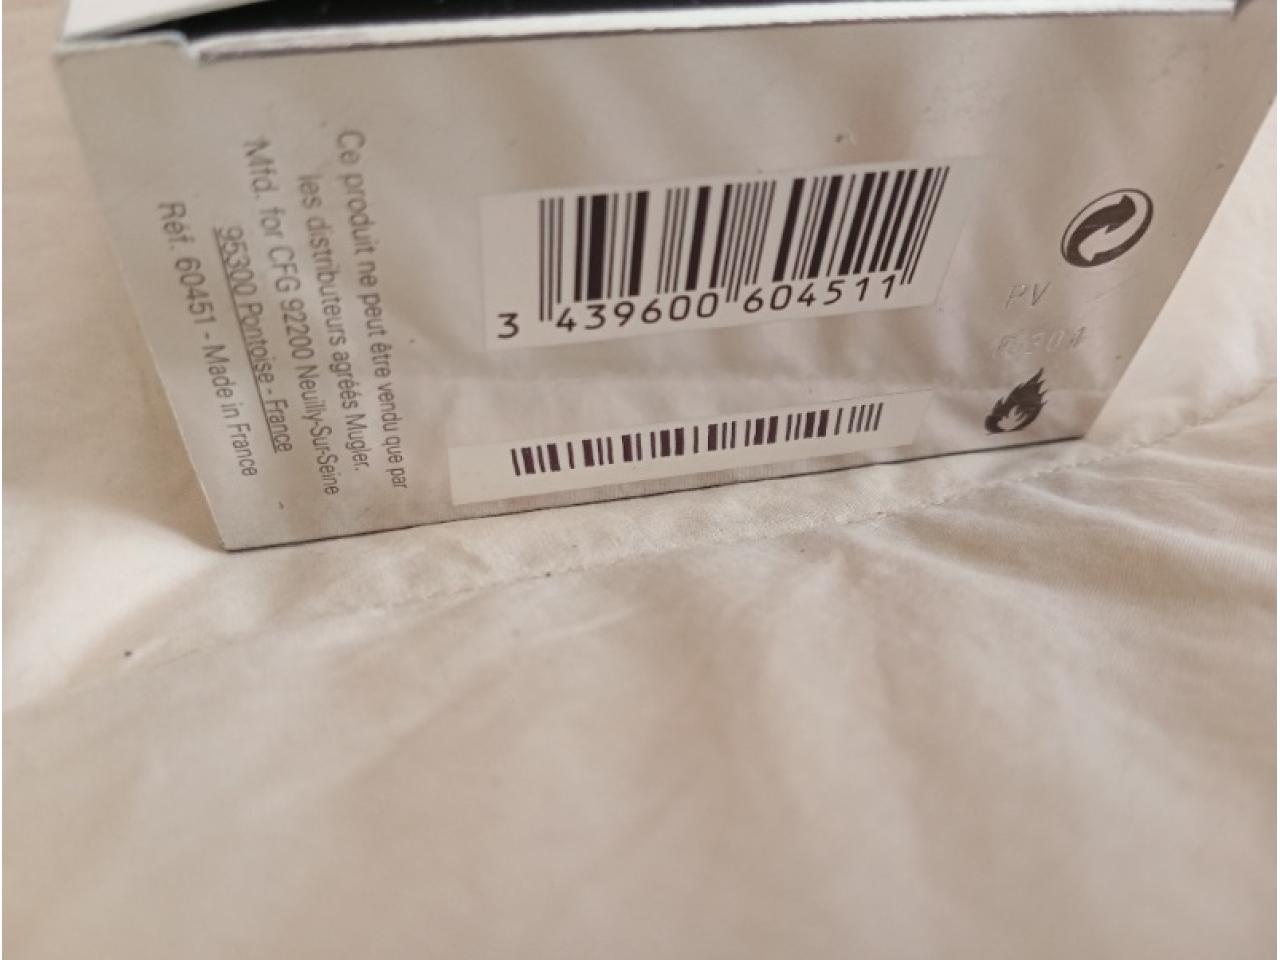 Ce produit ne peut être vendu que par
les distributeurs agréés Mugler.
Mfd. for CFG 92200 Neuilly-Sur-Seine
95300 Pontoise - France
Réf. 60451 - Made in France
3 439600 604511
PV